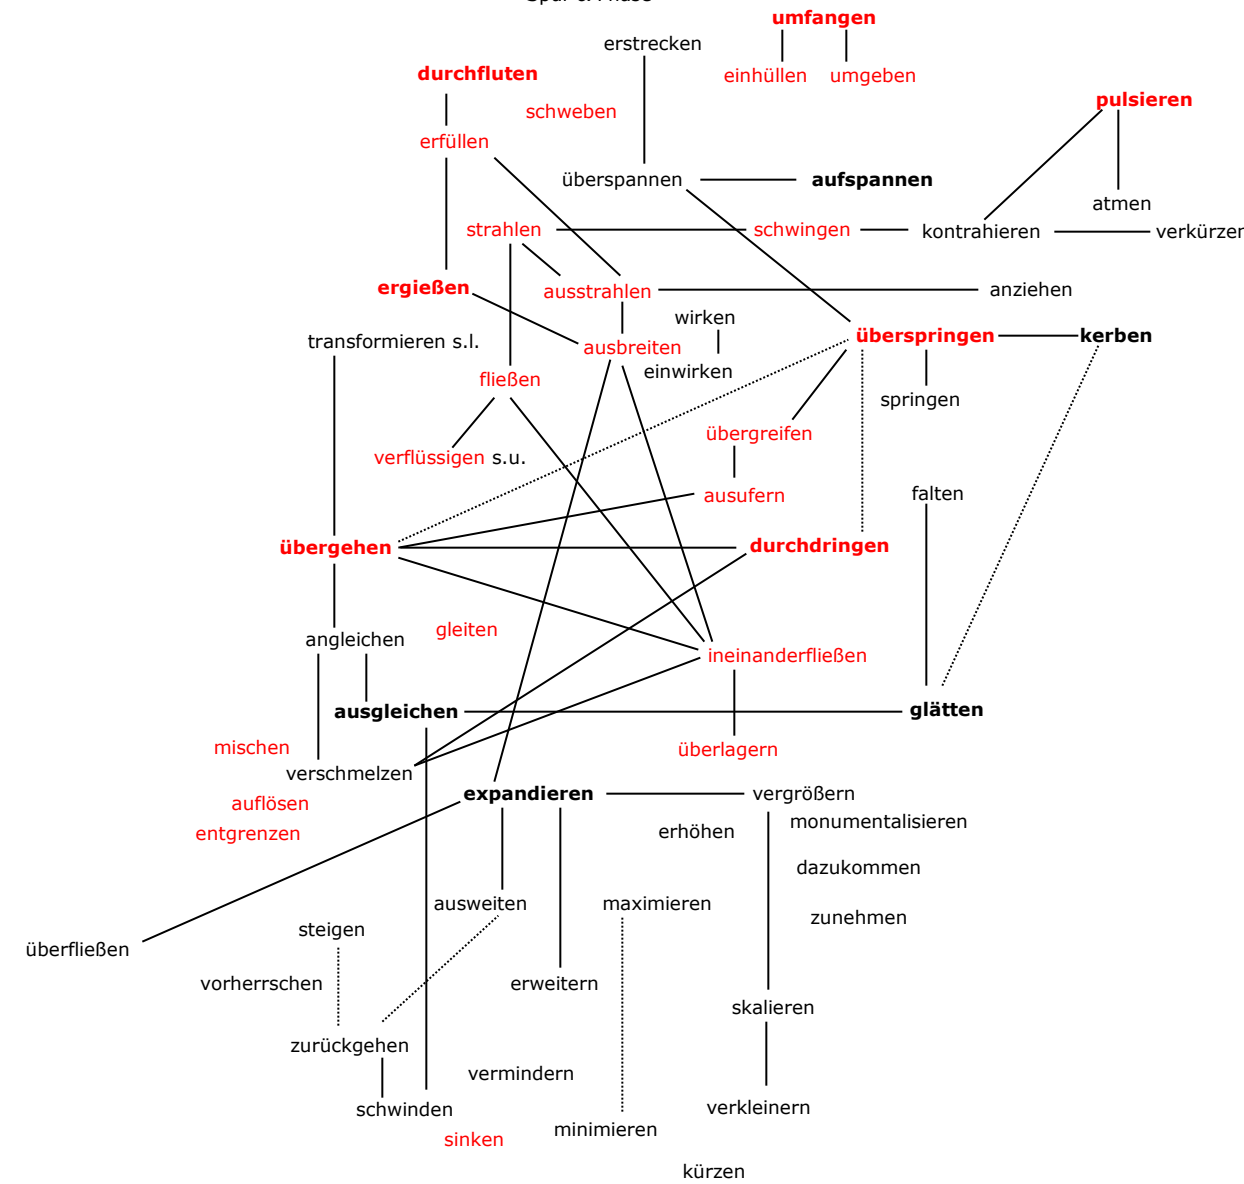 umfangen
erstrecken
durchfluten
einhüllen umgeben
pulsieren
schweben
erfüllen
überspannen aufspannen
atmen
strahlen schwingen kontrahieren verkürzer
ergießen ausstrahlen anziehen
wirken
transformieren s.l. ausbreiten überspringen kerben
fließen einwirken
springen
übergreifen
verflüssigen s.u.
ausufern falten
übergehen durchdringen
angleichen gleiten
ineinanderfließen
ausgleichen glätten
mischen überlagern
verschmelzen
auflösen expandieren vergrößern
entgrenzen erhöhen monumentalisieren
dazukommen
ausweiten maximieren zunehmen
steigen
überfließen
vorherrschen erweitern
skalieren
zurückgehen
vermindern
schwinden verkleinern
sinken minimieren
kürzen